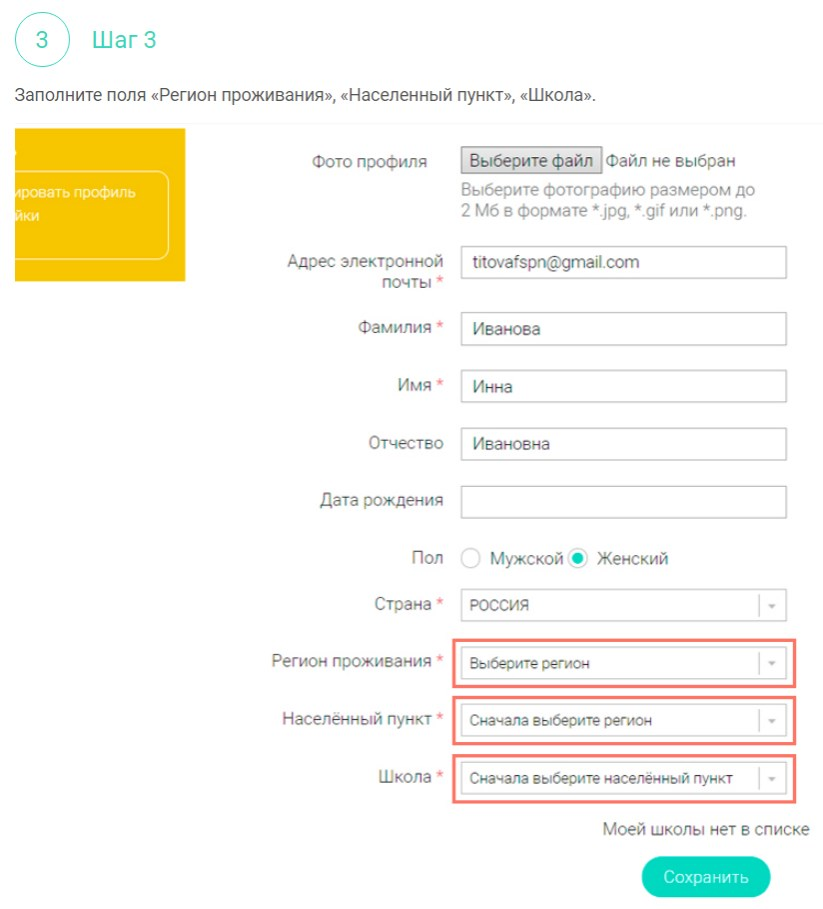 3
Шаг 3
Заполните поля «Регион проживания», «Населенный пункт», «Школа».
ировать профиль
йки
Фото профиля
Выберите файл Файл не выбран
Выберите фотографию размером до
2 Мб в формате *.jpg, *.gif или *.png.
Адрес электронной
почты *
titovafspn@gmail.com
Фамилия * Иванова
Имя * Инна
Отчество Ивановна
Дата рождения
Пол Мужской Женский
Страна * РОССИЯ
Регион проживания * Выберите регион
Населённый пункт * Сначала выберите регион
Школа * Сначала выберите населённый пункт
Моей школы нет в списке
Сохранить